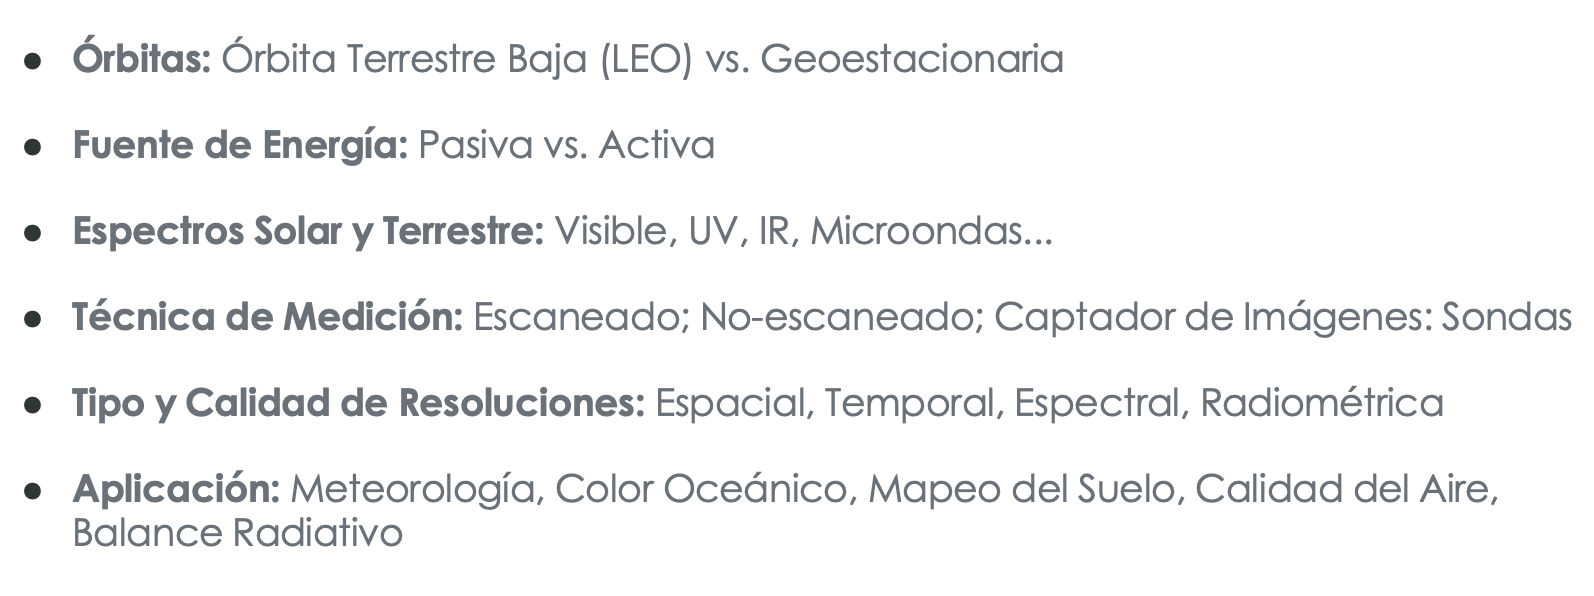 ● Órbitas: Órbita Terrestre Baja (LEO) vs. Geoestacionaria
● Fuente de Energía: Pasiva vs. Activa
● Espectros Solar y Terrestre: Visible, UV, IR, Microondas...
● Técnica de Medición: Escaneado; No-escaneado; Captador de Imágenes: Sondas
● Tipo y Calidad de Resoluciones: Espacial, Temporal, Espectral, Radiométrica
● Aplicación: Meteorología, Color Oceánico, Mapeo del Suelo, Calidad del Aire,
Balance Radiativo